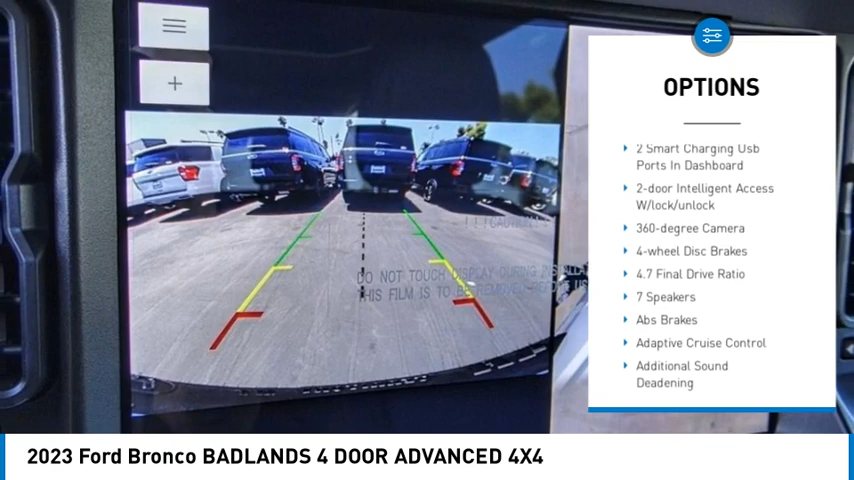 OPTIONS
2 Smart Charging Usb
Ports In Dashboard
2-door Intelligent Access
W/lock/unlock
360-degree Camera
4-wheel Disc Brakes
4.7 Final Drive Ratio
7 Speakers
Abs Brakes
Adaptive Cruise Control
Additional Sound
Deadening
CAUTION
DO NOT TOUCH DISPLAY DURING
THIS FILM IS TO BE REMOVED
2023 Ford Bronco BADLANDS 4 DOOR ADVANCED 4X4